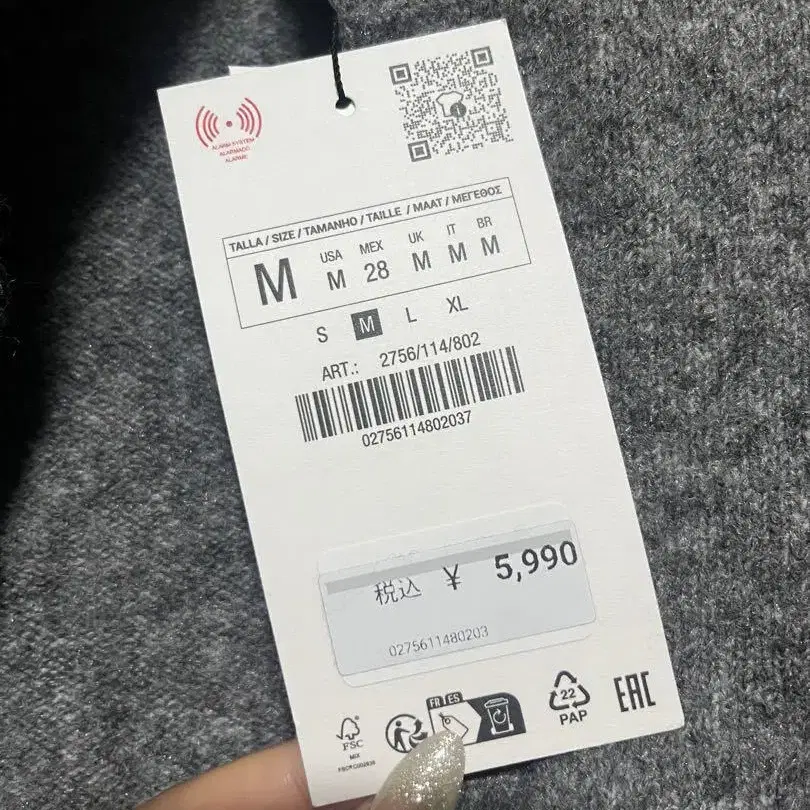 ALARM SYSTEM
ALARMADO
ALARME
TALLA / SIZE / TAMANHO / TAILLE / MAAT / ΜΕΓΕΘΟΣ
M
USA MEX UK IT BR
M 28 M M M
S M L XL
ART.: 2756/114/802
02756114802037
税込 ¥ 5,990
0275611480203
FR ES
FSC
MIX
22
PAP
EAC